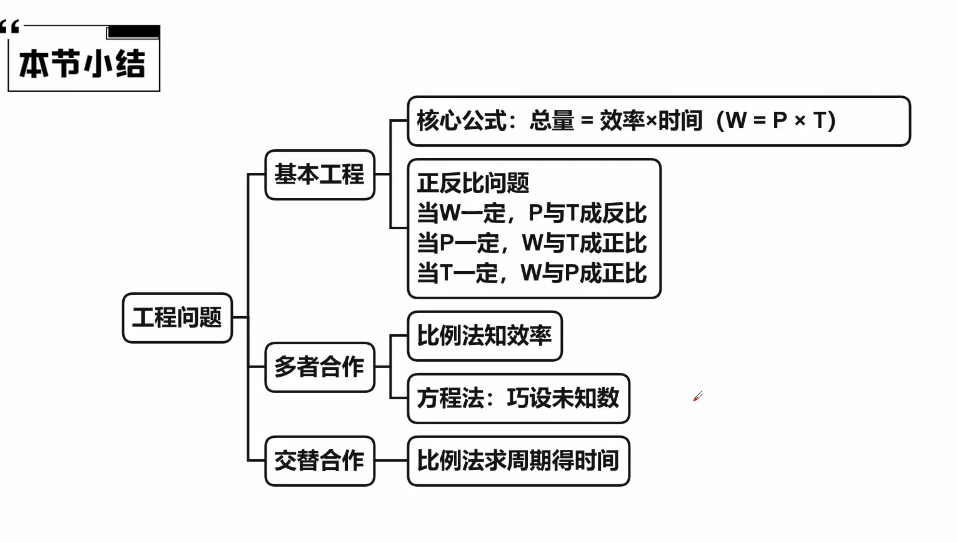 本节小结
核心公式：总量 = 效率×时间（W = P × T）
基本工程
正反比问题
当W一定，P与T成反比
当P一定，W与T成正比
当T一定，W与P成正比
工程问题
比例法知效率
多者合作
方程法：巧设未知数
交替合作
比例法求周期得时间